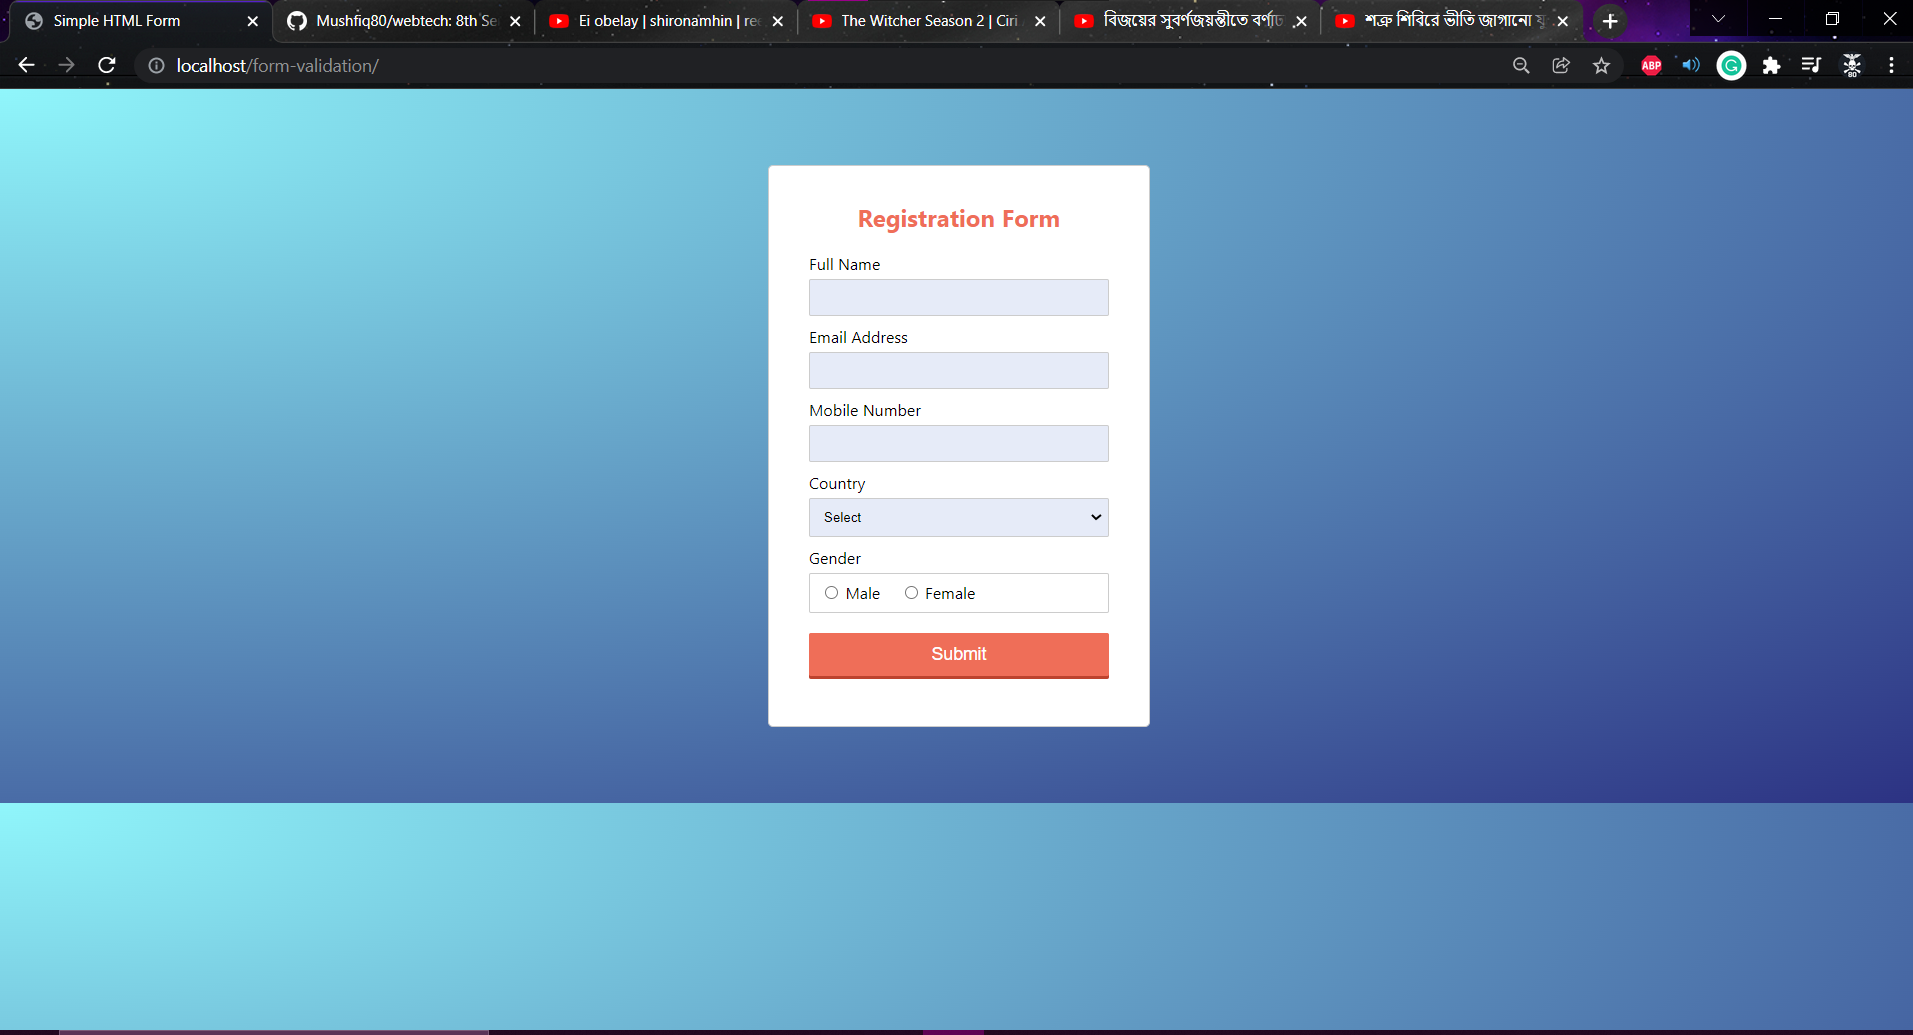 Simple HTML Form
Mushfiq80/webtech: 8th Se
Ei obelay | shironamhin | re
The Witcher Season 2 | Ciri
বিজয়ের সুবর্ণজয়ন্তীতে বর্ণাঢ
শত্রু শিবিরে ভীতি জাগানো যু
localhost/form-validation/
ABP
80
Registration Form
Full Name
Email Address
Mobile Number
Country
Select
Gender
Male Female
Submit